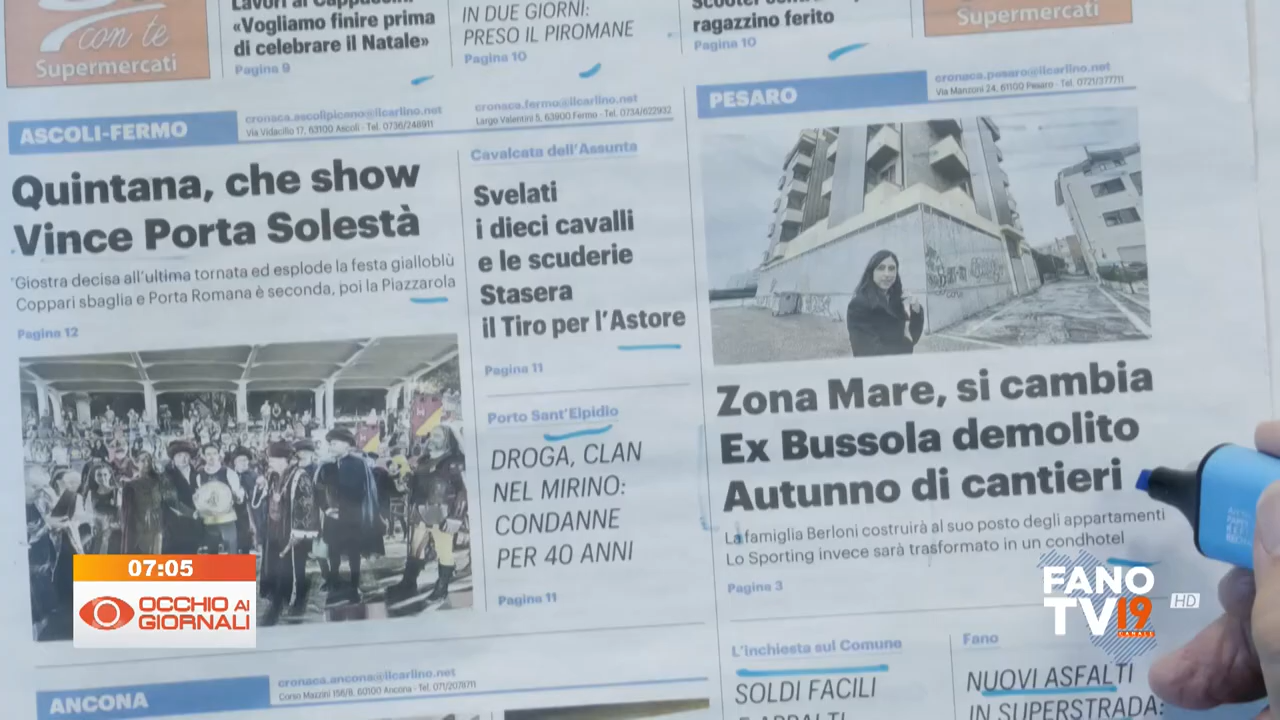 con te
Supermercati
Lavori ai Cappuccini
«Vogliamo finire prima
di celebrare il Natale»
Pagina 9
IN DUE GIORNI:
PRESO IL PIROMANE
Pagina 10
ragazzino ferito
Pagina 10
Supermercati
ASCOLI-FERMO
cronaca.ascolipiceno@ilcarlino.net
Via Vidacilio 17, 63100 Ascoli - Tel. 0736/248911
cronaca.fermo@ilcarlino.net
Largo Valentini 5, 63900 Fermo - Tel. 0734/622932
Quintana, che show
Vince Porta Solestà
Giostra decisa all'ultima tornata ed esplode la festa gialloblù
Coppari sbaglia e Porta Romana è seconda, poi la Piazzarola
Pagina 12
Cavalcata dell'Assunta
Svelati
i dieci cavalli
e le scuderie
Stasera
il Tiro per l'Astore
Pagina 11
Porto Sant'Elpidio
DROGA, CLAN
NEL MIRINO:
CONDANNE
PER 40 ANNI
Pagina 11
PESARO
cronaca.pesaro@ilcarlino.net
Via Manzoni 24, 61100 Pesaro - Tel. 0721/377711
Zona Mare, si cambia
Ex Bussola demolito
Autunno di cantieri
La famiglia Berloni costruirà al suo posto degli appartamenti
Lo Sporting invece sarà trasformato in un condhotel
Pagina 3
L'inchiesta sul Comune
SOLDI FACILI
E APPALTI
Fano
NUOVI ASFALTI
IN SUPERSTRADA:
ANCONA
cronaca.ancona@ilcarlino.net
Corso Mazzini 156/B, 60100 Ancona - Tel. 071/2078711
07:05
OCCHIO AI
GIORNALI
FANO
TV19
CANALE
HD